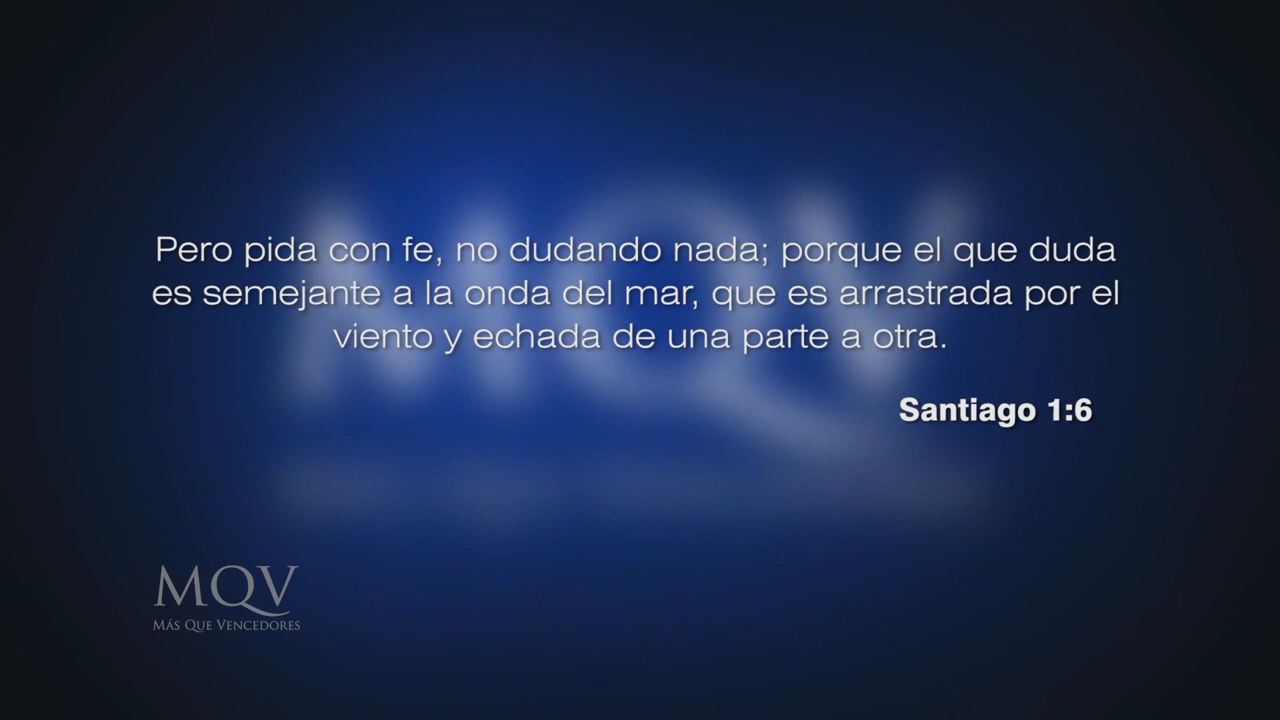 Pero pida con fe, no dudando nada; porque el que duda
es semejante a la onda del mar, que es arrastrada por el
viento y echada de una parte a otra.
Santiago 1:6
MQV
MÁS QUE VENCEDORES